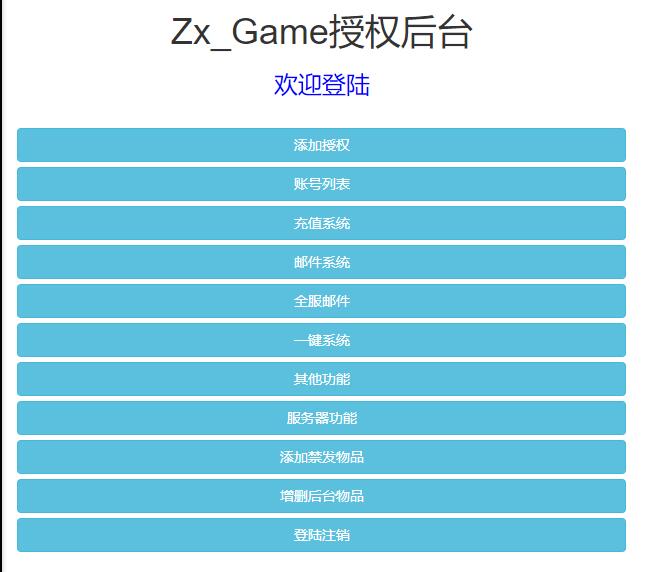 Zx_Game授权后台
欢迎登陆
添加授权
账号列表
充值系统
邮件系统
全服邮件
一键系统
其他功能
服务器功能
添加禁发物品
增删后台物品
登陆注销